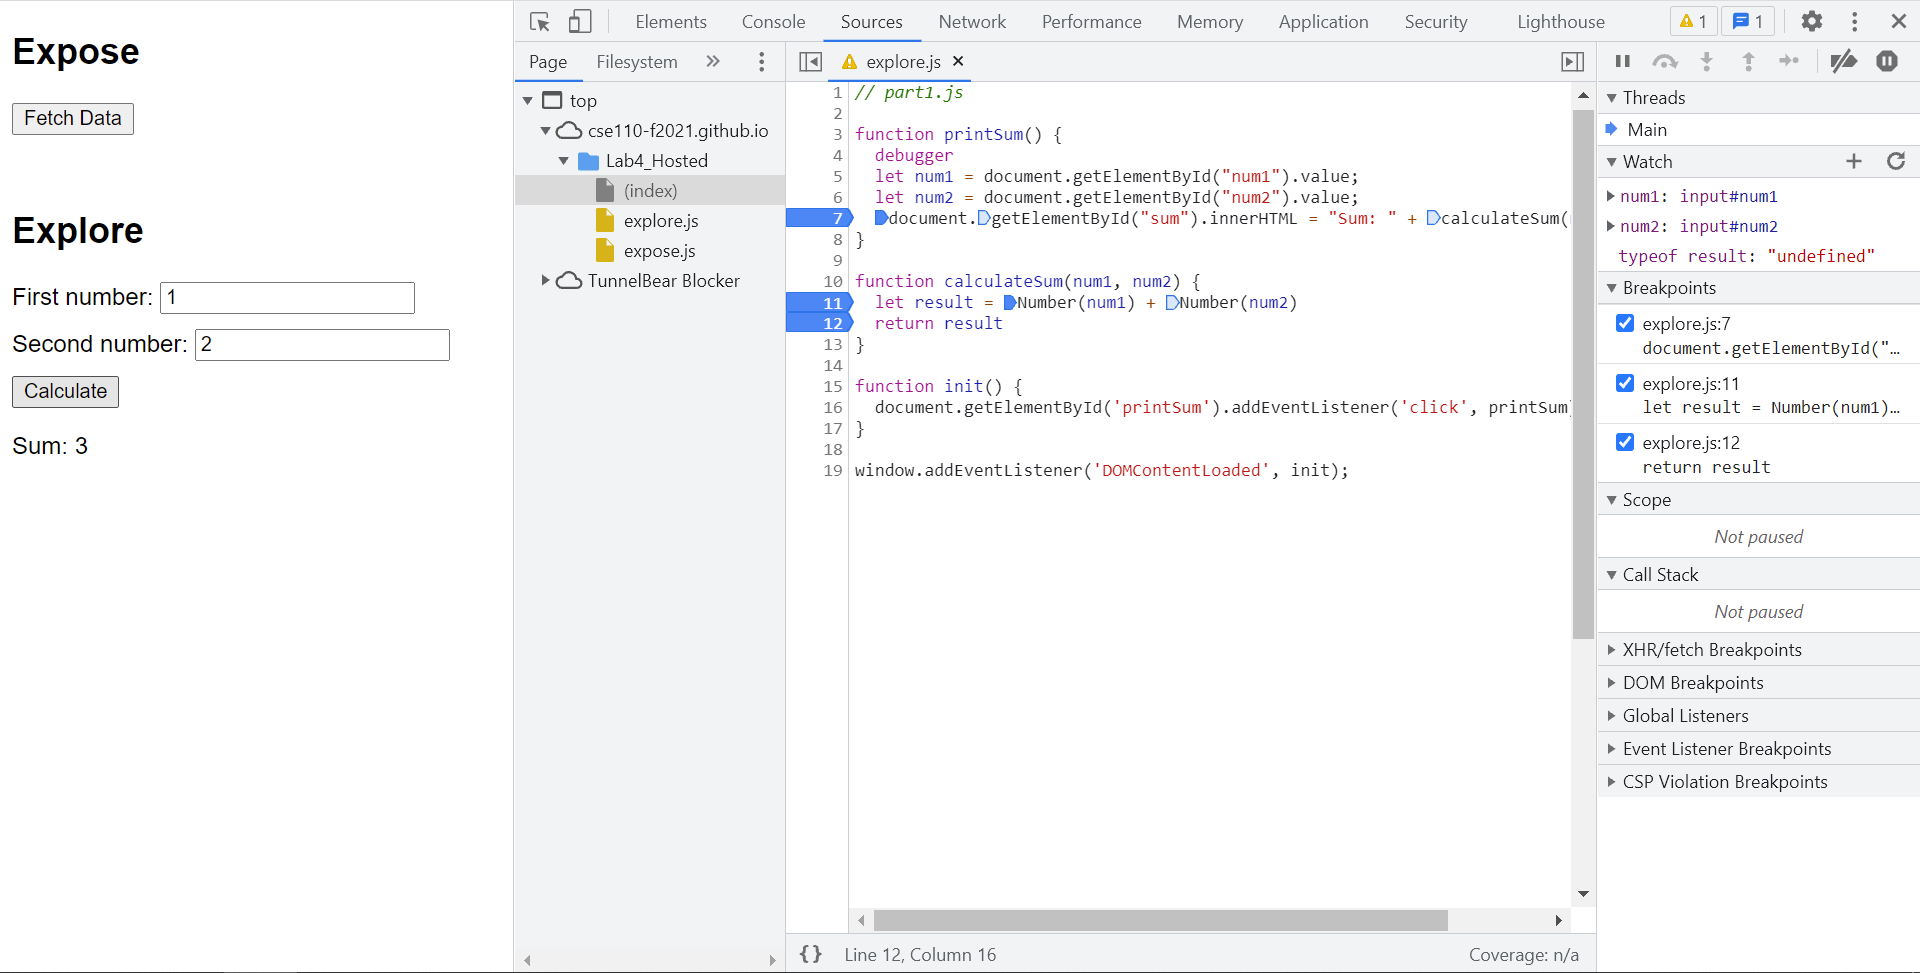 Expose
Fetch Data
Explore
First number: 1
Second number: 2
Calculate
Sum: 3
Elements Console Sources Network Performance Memory Application Security Lighthouse 1 1
Page Filesystem »
top
cse110-f2021.github.io
Lab4_Hosted
(index)
explore.js
expose.js
TunnelBear Blocker
explore.js
1 // part1.js
2
3 function printSum() {
4 debugger
5 let num1 = document.getElementById("num1").value;
6 let num2 = document.getElementById("num2").value;
7 document.getElementById("sum").innerHTML = "Sum: " + calculateSum(
8 }
9
10 function calculateSum(num1, num2) {
11 let result = Number(num1) + Number(num2)
12 return result
13 }
14
15 function init() {
16 document.getElementById('printSum').addEventListener('click', printSum)
17 }
18
19 window.addEventListener('DOMContentLoaded', init);
{} Line 12, Column 16
Coverage: n/a
Threads
Main
Watch
num1: input#num1
num2: input#num2
typeof result: "undefined"
Breakpoints
explore.js:7
document.getElementById("…
explore.js:11
let result = Number(num1)…
explore.js:12
return result
Scope
Not paused
Call Stack
Not paused
XHR/fetch Breakpoints
DOM Breakpoints
Global Listeners
Event Listener Breakpoints
CSP Violation Breakpoints